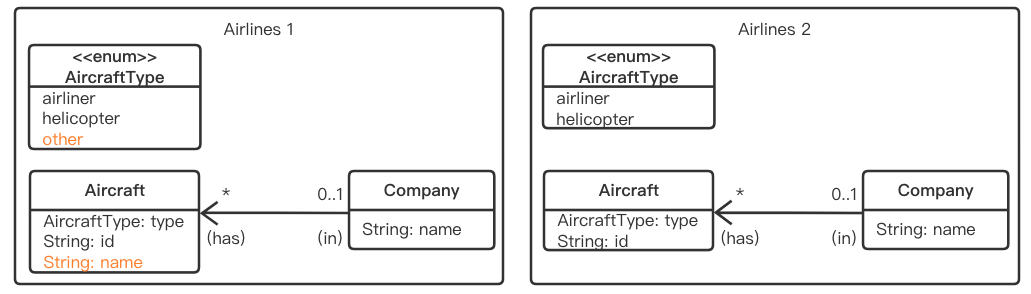 Airlines 1
<<enum>>
AircraftType
airliner
helicopter
other
Aircraft
AircraftType: type
String: id
String: name
*
(has)
0..1
(in)
Company
String: name
Airlines 2
<<enum>>
AircraftType
airliner
helicopter
Aircraft
AircraftType: type
String: id
*
(has)
0..1
(in)
Company
String: name